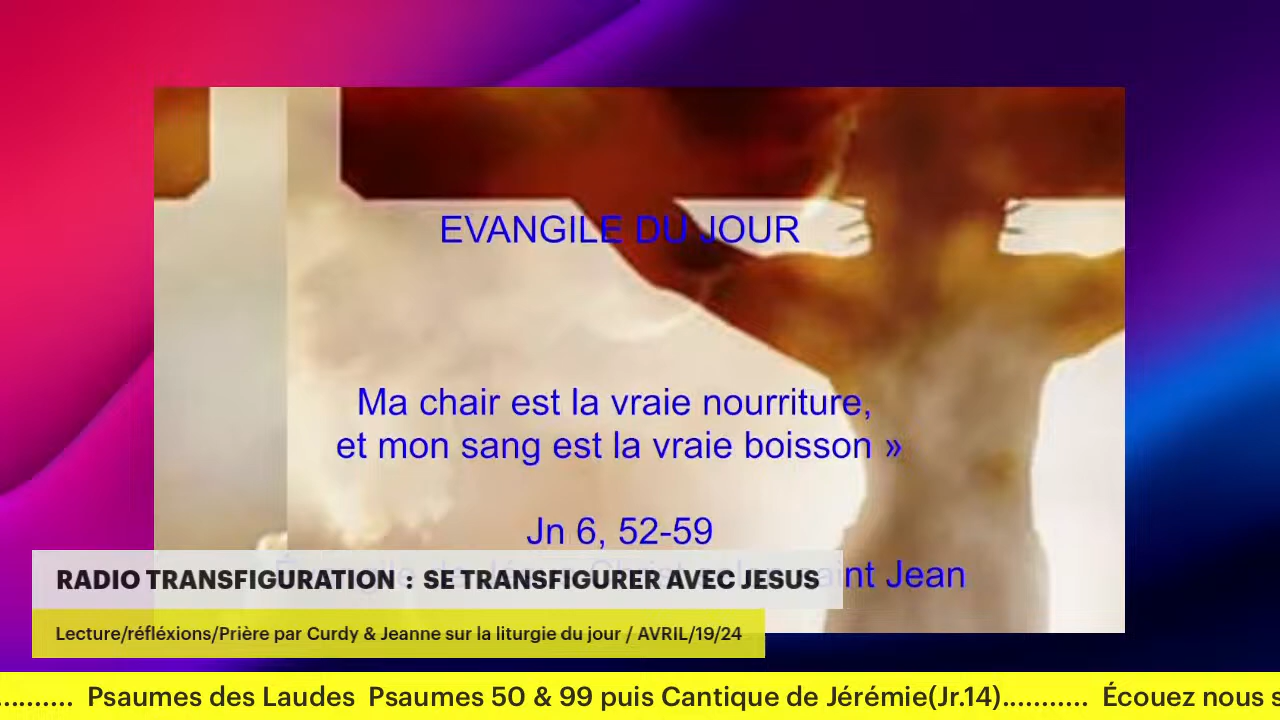 EVANGILE DU JOUR
Ma chair est la vraie nourriture,
et mon sang est la vraie boisson »
Jn 6, 52-59
saint Jean
RADIO TRANSFIGURATION : SE TRANSFIGURER AVEC JESUS
Lecture/réfléxions/Prière par Curdy & Jeanne sur la liturgie du jour / AVRIL/19/24
.......... Psaumes des Laudes Psaumes 50 & 99 puis Cantique de Jérémie(Jr.14)........... Écouez nous s